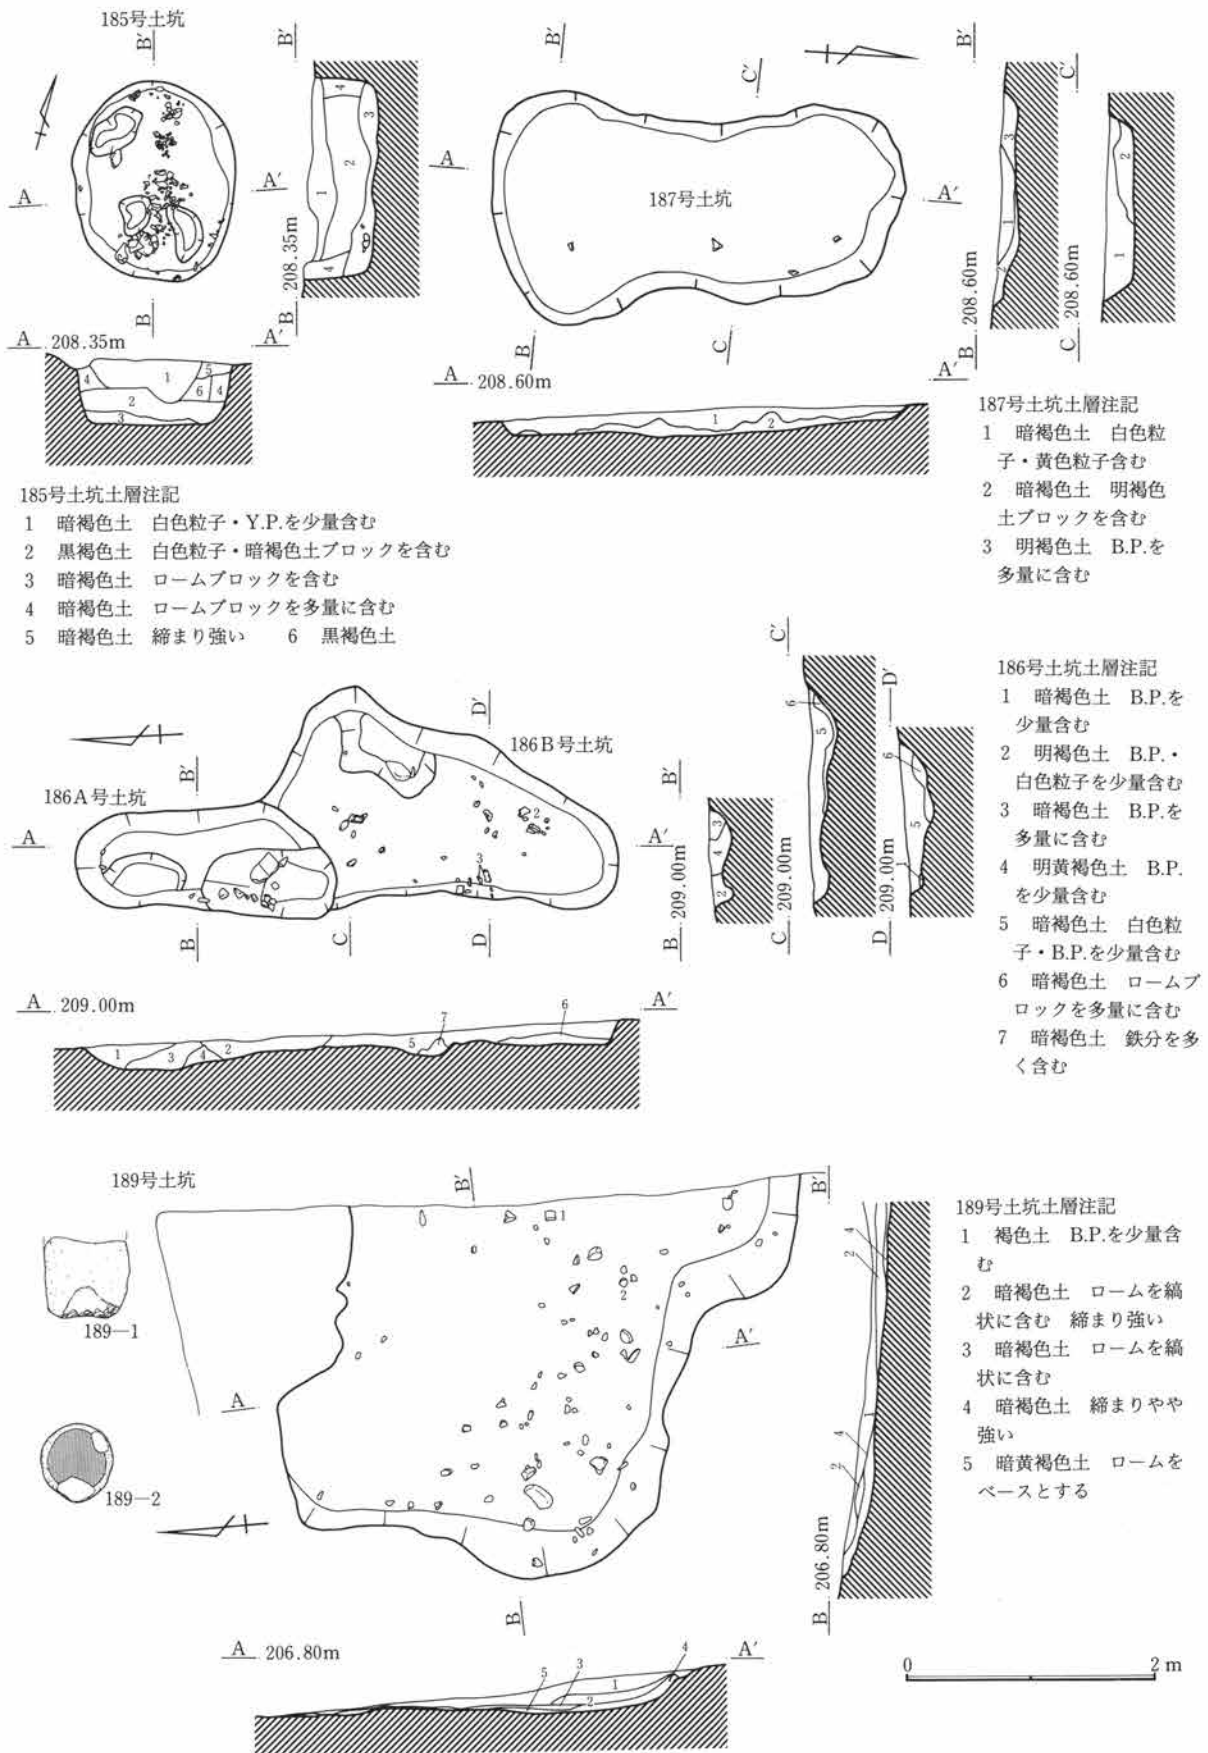 185号土坑
B′
A
A′
B
B′
4
3
2
1
4
B 208.35m
A 208.35m
A′
4
1
5
6
4
2
3
185号土坑土層注記
1 暗褐色土 白色粒子・Y.P.を少量含む
2 黒褐色土 白色粒子・暗褐色土ブロックを含む
3 暗褐色土 ロームブロックを含む
4 暗褐色土 ロームブロックを多量に含む
5 暗褐色土 締まり強い 6 黒褐色土
B′
C′
A
187号土坑
A′
B
C
A 208.60m
A′
1
2
B′
3
1
2
B 208.60m
C′
2
1
C 208.60m
187号土坑土層注記
1 暗褐色土 白色粒
子・黄色粒子含む
2 暗褐色土 明褐色
土ブロックを含む
3 明褐色土 B.P.を
多量に含む
186A号土坑
186B号土坑
B′
D′
A
A′
2
3
B
C
D
B′
3
4
2
B 209.00m
C′
6
5
C 209.00m
D′
6
5
1
D 209.00m
A 209.00m
A′
1
3
4
2
5
7
6
186号土坑土層注記
1 暗褐色土 B.P.を
少量含む
2 明褐色土 B.P.・
白色粒子を少量含む
3 暗褐色土 B.P.を
多量に含む
4 明黄褐色土 B.P.
を少量含む
5 暗褐色土 白色粒
子・B.P.を少量含む
6 暗褐色土 ロームブ
ロックを多量に含む
7 暗褐色土 鉄分を多
く含む
189号土坑
B′
1
2
A
A′
B
189―1
189―2
B′
4
2
4
2
B 206.80m
A 206.80m
A′
5
3
1
2
4
189号土坑土層注記
1 褐色土 B.P.を少量含
む
2 暗褐色土 ロームを縞
状に含む 締まり強い
3 暗褐色土 ロームを縞
状に含む
4 暗褐色土 締まりやや
強い
5 暗黄褐色土 ロームを
ベースとする
0
2 m